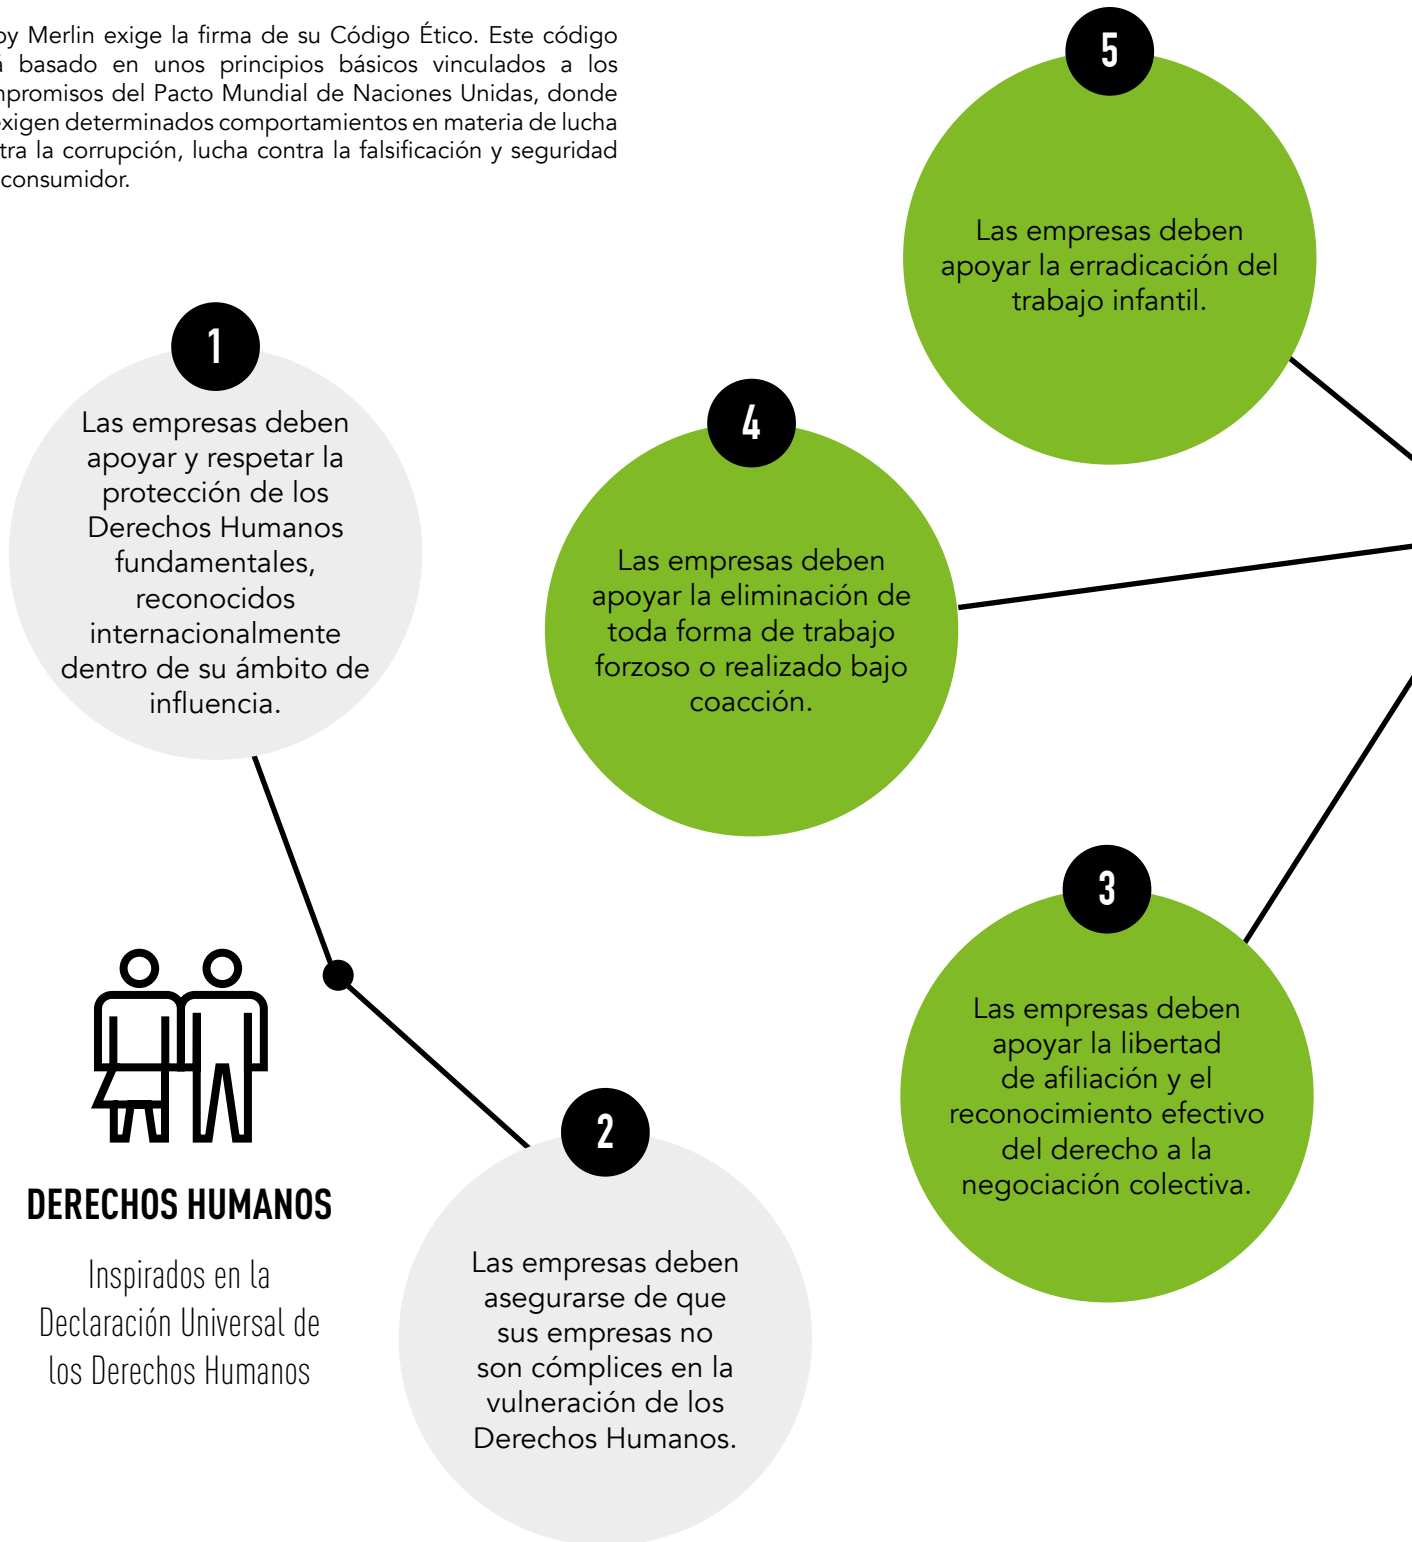 oy Merlin exige la firma de su Código Ético. Este código
basado en unos principios básicos vinculados a los
mpromisos del Pacto Mundial de Naciones Unidas, donde
exigen determinados comportamientos en materia de lucha
tra la corrupción, lucha contra la falsificación y seguridad
consumidor.
1
Las empresas deben
apoyar y respetar la
protección de los
Derechos Humanos
fundamentales,
reconocidos
internacionalmente
dentro de su ámbito de
influencia.
DERECHOS HUMANOS
Inspirados en la
Declaración Universal de
los Derechos Humanos
2
Las empresas deben
asegurarse de que
sus empresas no
son cómplices en la
vulneración de los
Derechos Humanos.
3
Las empresas deben
apoyar la libertad
de afiliación y el
reconocimiento efectivo
del derecho a la
negociación colectiva.
4
Las empresas deben
apoyar la eliminación de
toda forma de trabajo
forzoso o realizado bajo
coacción.
5
Las empresas deben
apoyar la erradicación del
trabajo infantil.